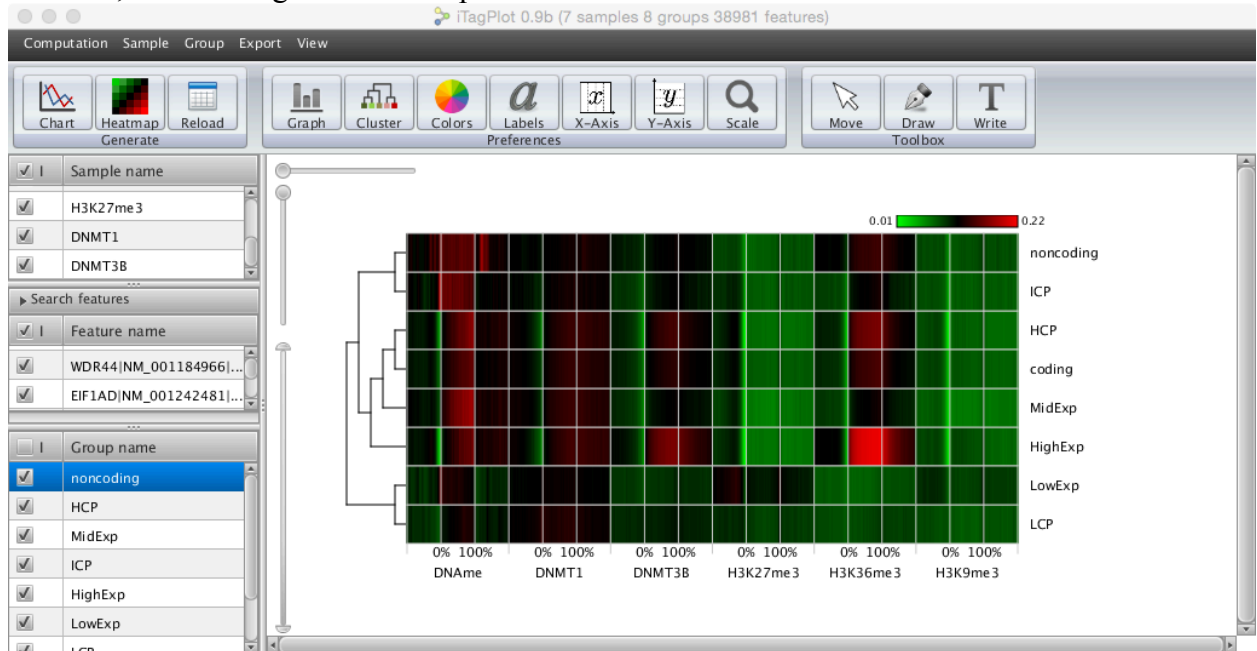 iTagPlot 0.9b (7 samples 8 groups 38981 features)
Computation Sample Group Export View
Chart Heatmap Reload Graph Cluster Colors Labels X-Axis Y-Axis Scale Move Draw Write
Generate Preferences Toolbox
I Sample name
H3K27me3
DNMT1
DNMT3B
Search features
I Feature name
WDR44|NM_001184966|...
EIF1AD|NM_001242481|...
I Group name
noncoding
HCP
MidExp
ICP
HighExp
LowExp
0.01 0.22
noncoding
ICP
HCP
coding
MidExp
HighExp
LowExp
LCP
0% 100% 0% 100% 0% 100% 0% 100% 0% 100% 0% 100%
DNAme DNMT1 DNMT3B H3K27me3 H3K36me3 H3K9me3